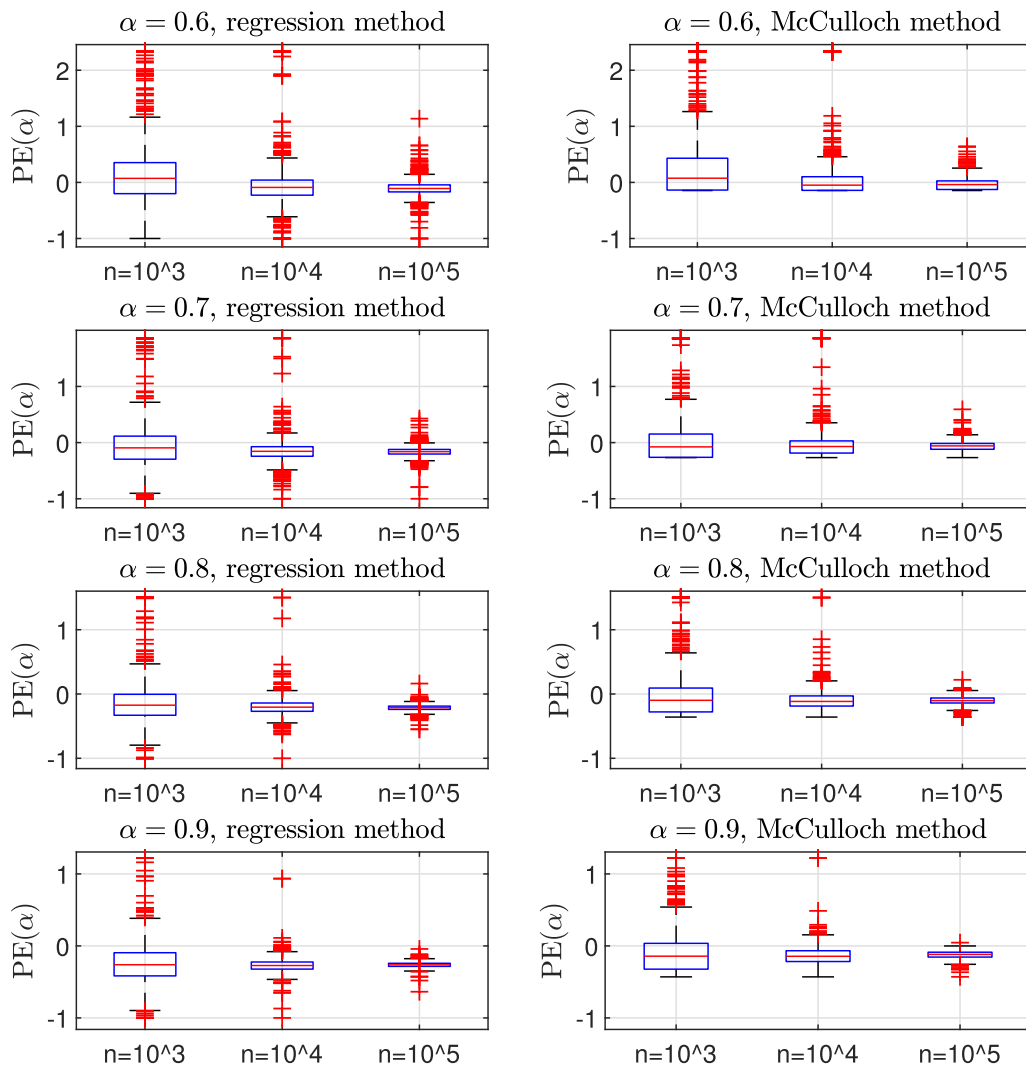 α = 0.6, regression method
PE(α)
2
1
0
-1
n=10^3 n=10^4 n=10^5
α = 0.6, McCulloch method
PE(α)
2
1
0
-1
n=10^3 n=10^4 n=10^5
α = 0.7, regression method
PE(α)
1
0
-1
n=10^3 n=10^4 n=10^5
α = 0.7, McCulloch method
PE(α)
1
0
-1
n=10^3 n=10^4 n=10^5
α = 0.8, regression method
PE(α)
1
0
-1
n=10^3 n=10^4 n=10^5
α = 0.8, McCulloch method
PE(α)
1
0
-1
n=10^3 n=10^4 n=10^5
α = 0.9, regression method
PE(α)
1
0
-1
n=10^3 n=10^4 n=10^5
α = 0.9, McCulloch method
PE(α)
1
0
-1
n=10^3 n=10^4 n=10^5